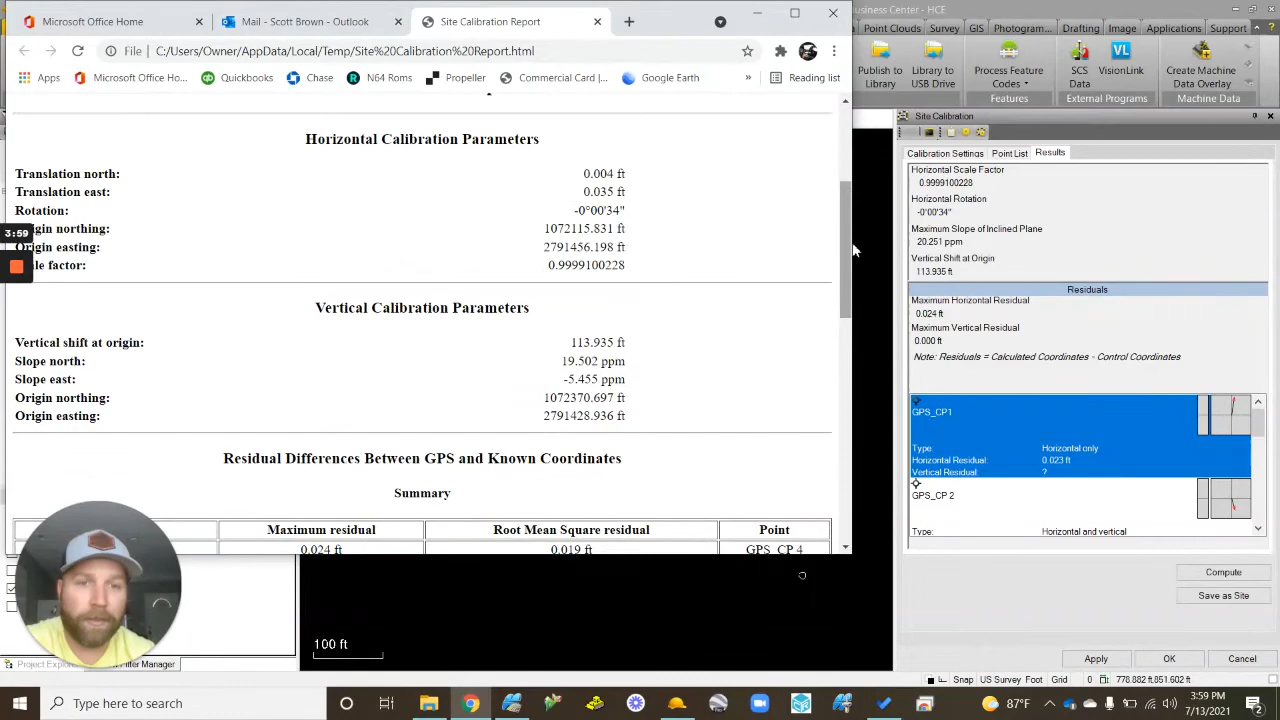 Microsoft Office Home
Mail - Scott Brown - Outlook
Site Calibration Report
File
C:/Users/Owner/AppData/Local/Temp/Site%20Calibration%20Report.html
Apps
Microsoft Office Ho...
Quickbooks
Chase
N64 Roms
Propeller
Commercial Card |...
Google Earth
Reading list
Horizontal Calibration Parameters
Translation north: 0.004 ft
Translation east: 0.035 ft
Rotation: -0°00'34"
3:59
gin northing: 1072115.831 ft
gin easting: 2791456.198 ft
le factor: 0.9999100228
Vertical Calibration Parameters
Vertical shift at origin: 113.935 ft
Slope north: 19.502 ppm
Slope east: -5.455 ppm
Origin northing: 1072370.697 ft
Origin easting: 2791428.936 ft
Residual Difference between GPS and Known Coordinates
Summary
Maximum residual Root Mean Square residual Point
0.024 ft 0.019 ft GPS_CP 4
Business Center - HCE
Point Clouds Survey GIS Photogram... Drafting Image Applications Support
Publish to Library
Library to USB Drive
Process Feature Codes
SCS Data
VL
VisionLink
Create Machine Data Overlay
Features
External Programs
Machine Data
Site Calibration
Calibration Settings Point List Results
Horizontal Scale Factor
0.9999100228
Horizontal Rotation
-0°00'34"
Maximum Slope of Inclined Plane
20.251 ppm
Vertical Shift at Origin
113.935 ft
Residuals
Maximum Horizontal Residual
0.024 ft
Maximum Vertical Residual
0.000 ft
Note: Residuals = Calculated Coordinates - Control Coordinates
GPS_CP1
Type: Horizontal only
Horizontal Residual: 0.023 ft
Vertical Residual: ?
GPS_CP 2
Type: Horizontal and vertical
Compute
Save as Site
Apply OK Cancel
100 ft
Project Explor
Filter Manager
Snap US Survey Foot Grid 0 778.882 ft,851.602 ft
Type here to search
87°F
3:59 PM
7/13/2021